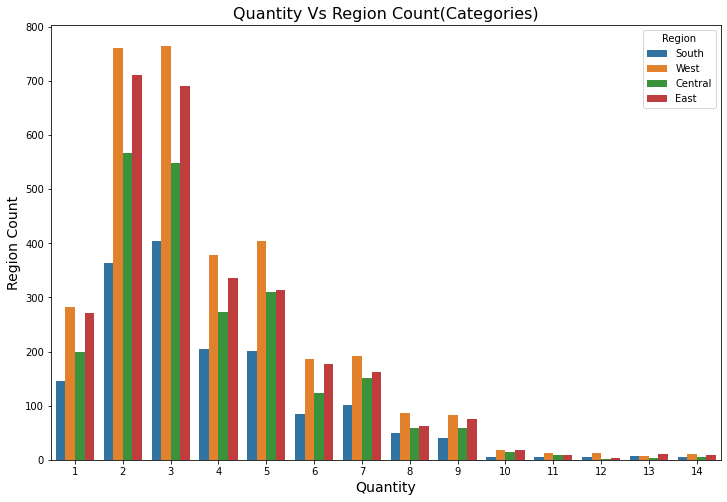 Quantity Vs Region Count(Categories)
Region
South
West
Central
East
Region Count
800
700
600
500
400
300
200
100
0
1 2 3 4 5 6 7 8 9 10 11 12 13 14
Quantity